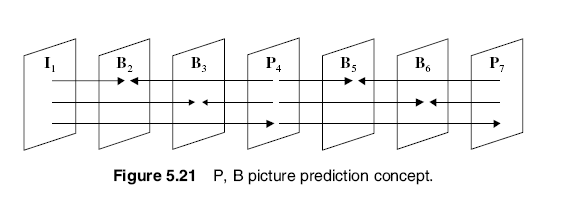 I₁ B₂ B₃ P₄ B₅ B₆ P₇
Figure 5.21 P, B picture prediction concept.